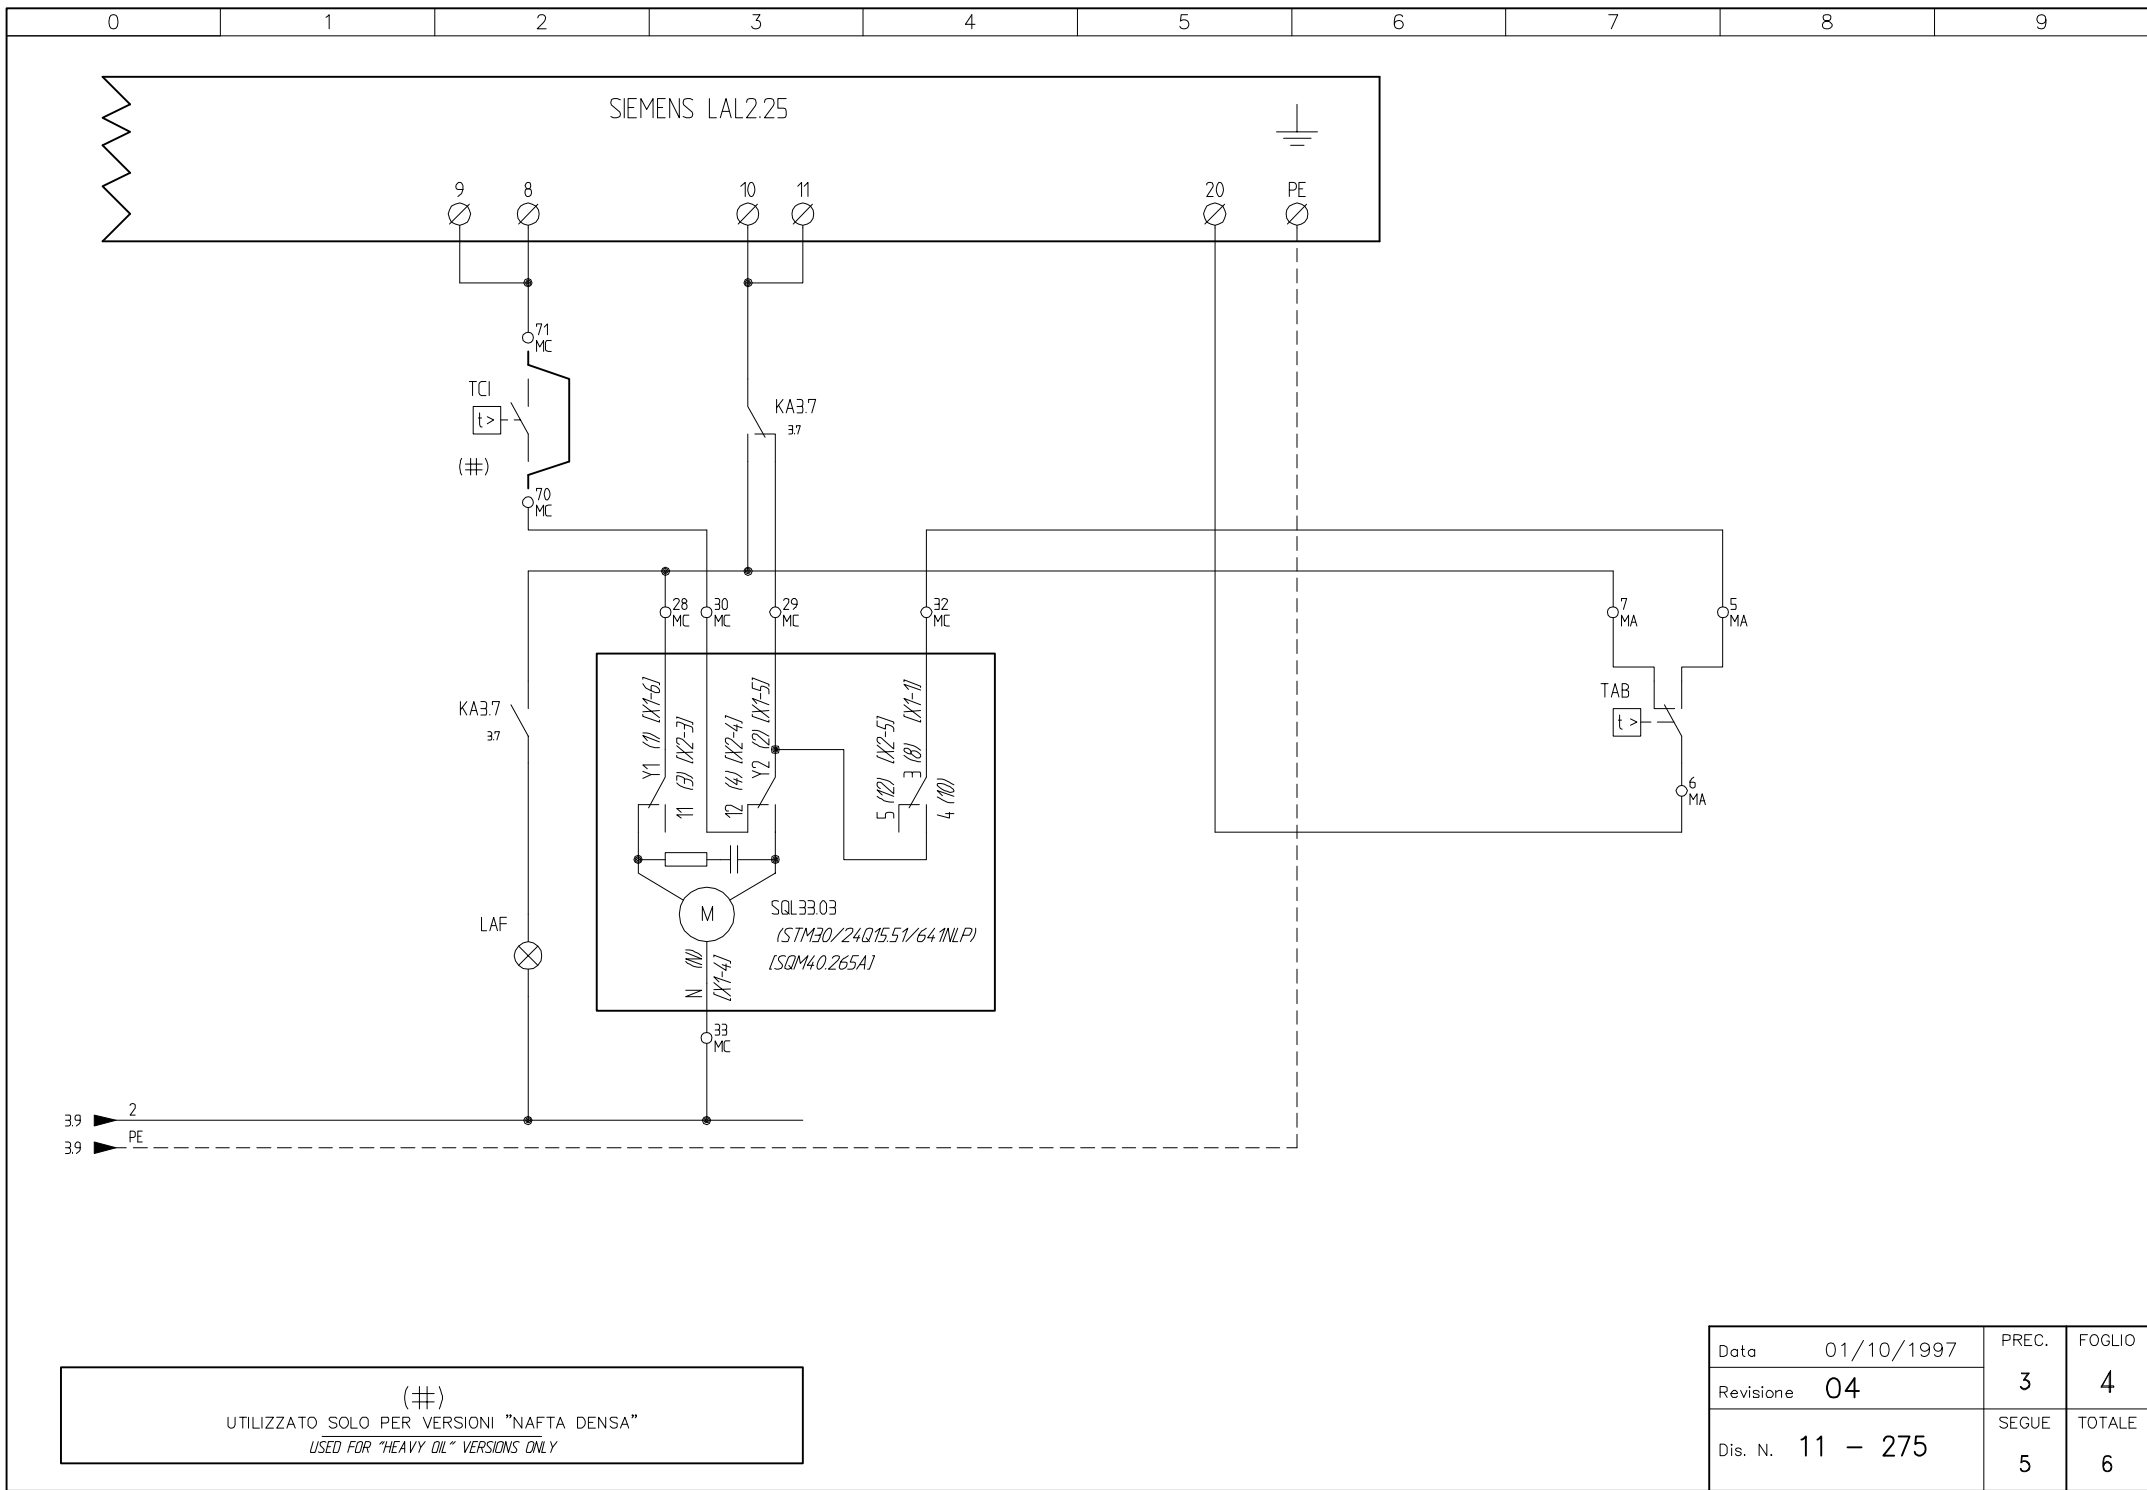 0 1 2 3 4 5 6 7 8 9
SIEMENS LAL2.25
9 8 10 11 20 PE
71
MC
TCI
t>
(#)
KA3.7
3.7
70
MC
28
MC
30
MC
29
MC
32
MC
7
MA
5
MA
KA3.7
3.7
Y1 (1) [X1-6]
11 (3) [X2-3]
12 (4) [X2-4]
Y2 (2) [X1-5]
5 (12) [X2-5]
3 (8) [X1-1]
4 (10)
TAB
t>
6
MA
M
SQL33.03
(STM30/24Q15.51/641NLP)
[SQM40.265A]
LAF
N (N)
[X1-4]
33
MC
3.9 2
3.9 PE
(#)
UTILIZZATO SOLO PER VERSIONI "NAFTA DENSA"
USED FOR "HEAVY OIL" VERSIONS ONLY
Data 01/10/1997
Revisione 04
Dis. N. 11 - 275
PREC.
3
FOGLIO
4
SEGUE
5
TOTALE
6